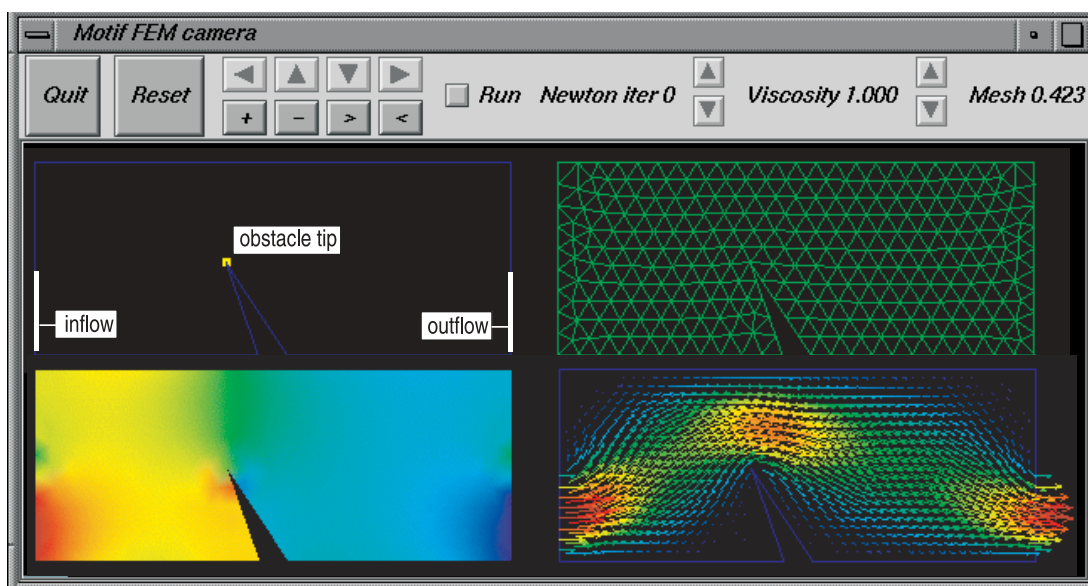 Motif FEM camera
Quit Reset + − > < Run Newton iter 0 Viscosity 1.000 Mesh 0.423
obstacle tip
inflow
outflow